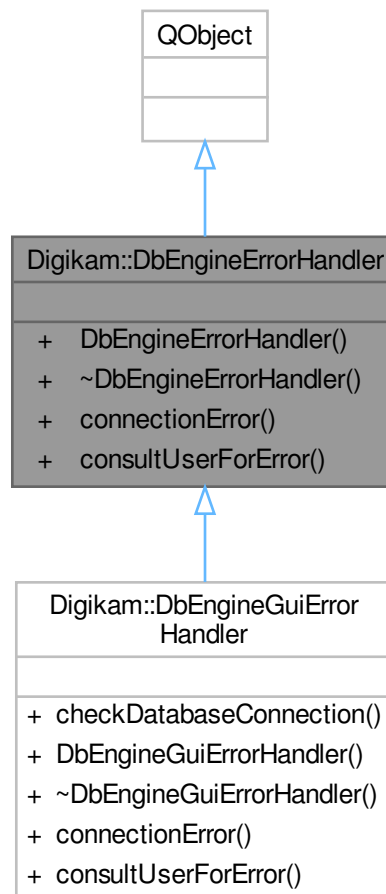 QObject
Digikam::DbEngineErrorHandler
+ DbEngineErrorHandler()
+ ~DbEngineErrorHandler()
+ connectionError()
+ consultUserForError()
Digikam::DbEngineGuiError
Handler
+ checkDatabaseConnection()
+ DbEngineGuiErrorHandler()
+ ~DbEngineGuiErrorHandler()
+ connectionError()
+ consultUserForError()